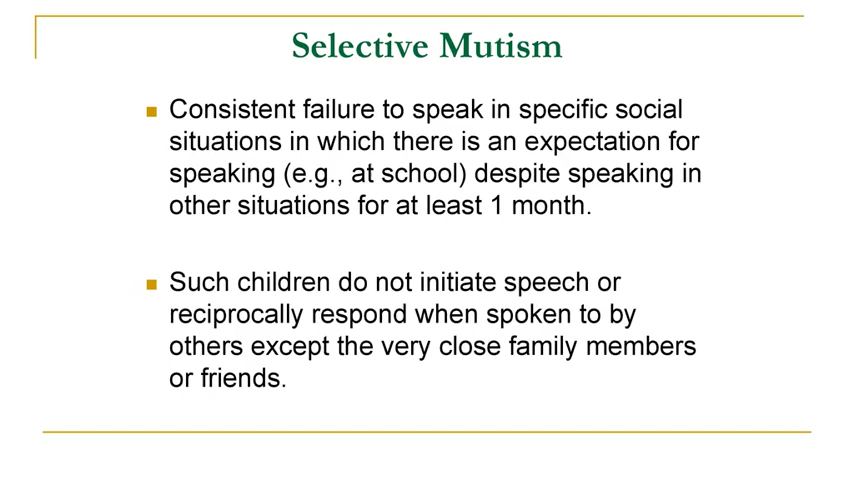 Selective Mutism
Consistent failure to speak in specific social
situations in which there is an expectation for
speaking (e.g., at school) despite speaking in
other situations for at least 1 month.
Such children do not initiate speech or
reciprocally respond when spoken to by
others except the very close family members
or friends.